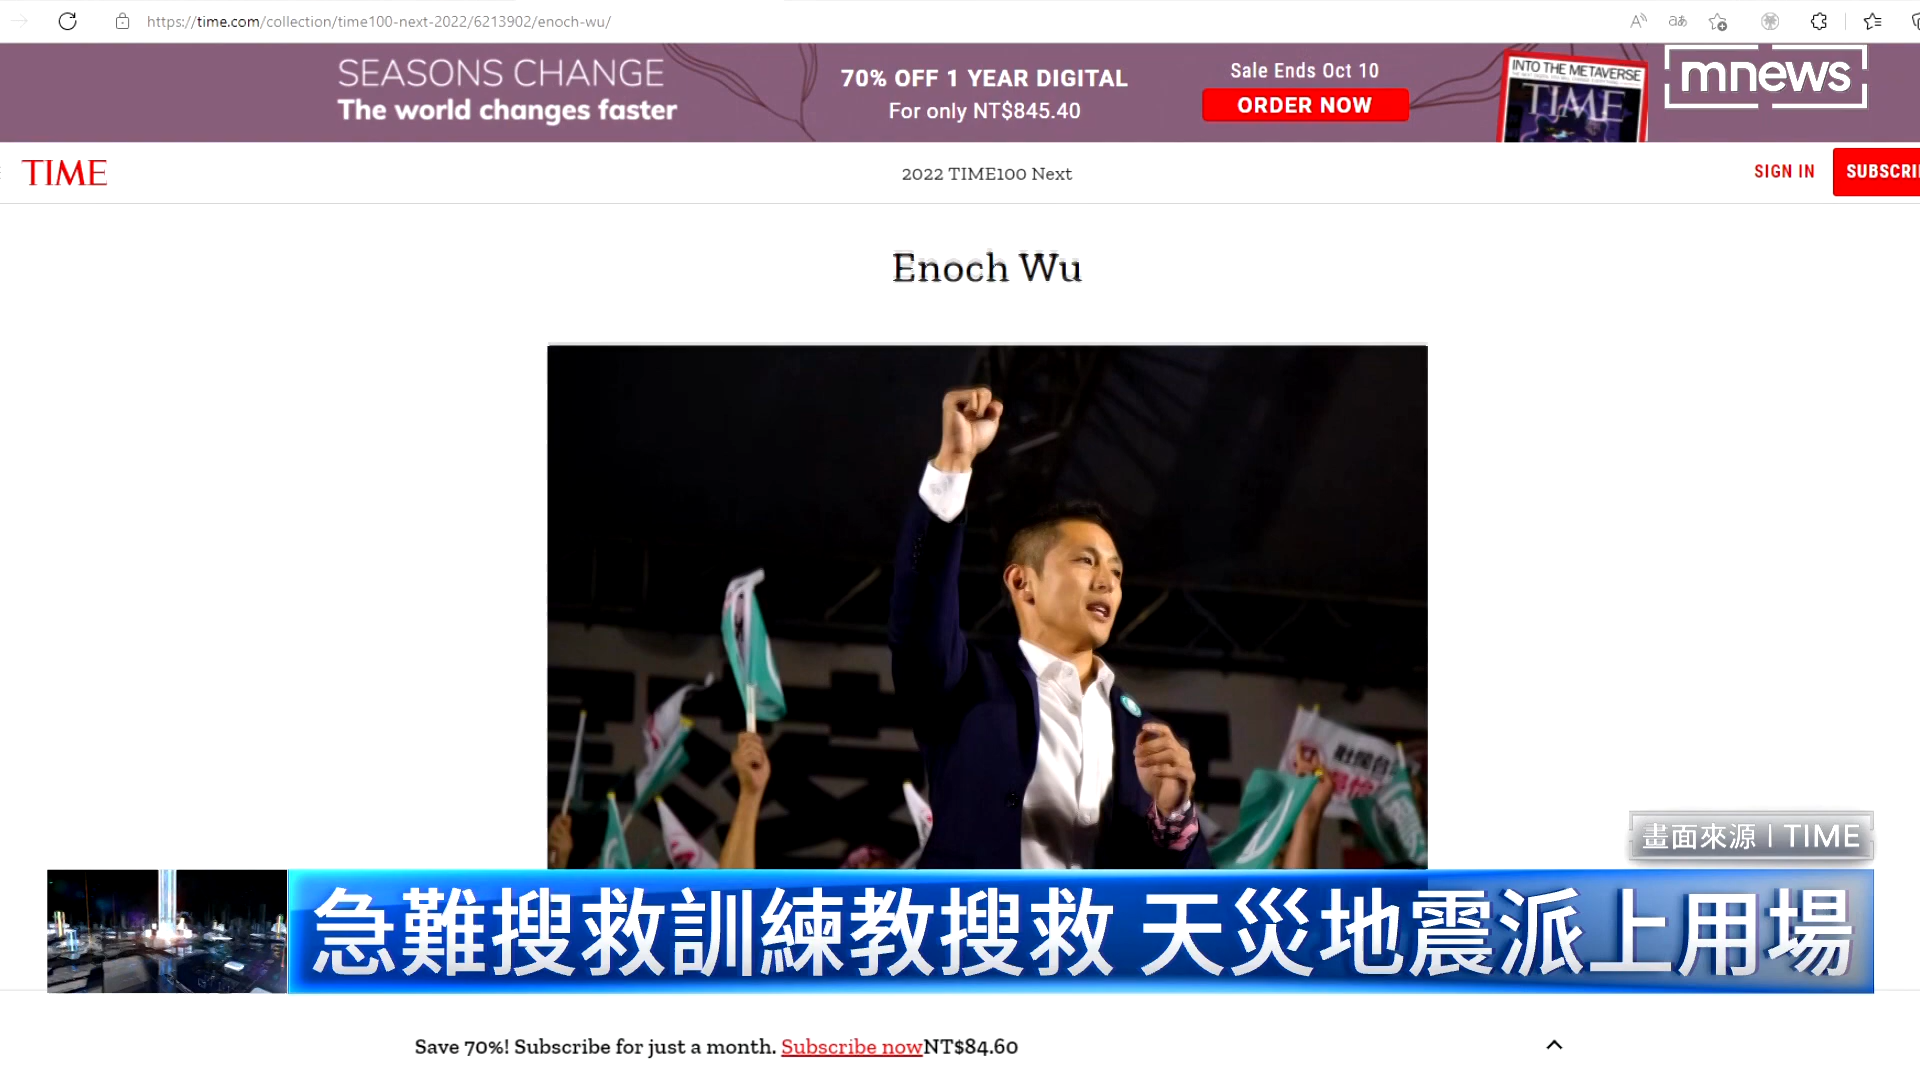 https://time.com/collection/time100-next-2022/6213902/enoch-wu/
SEASONS CHANGE
The world changes faster
70% OFF 1 YEAR DIGITAL
For only NT$845.40
Sale Ends Oct 10
ORDER NOW
INTO THE METAVERSE
TIME
mnews
TIME
2022 TIME100 Next
SIGN IN
SUBSCRI
Enoch Wu
畫面來源 | TIME
急難搜救訓練教搜救 天災地震派上用場
Save 70%! Subscribe for just a month. Subscribe nowNT$84.60